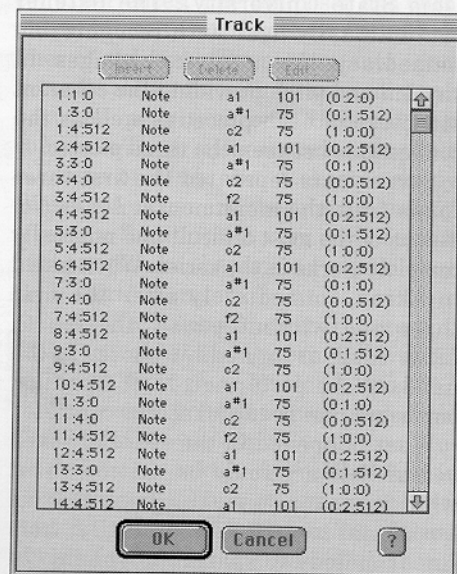 Track
Insert Delete Edit...
1:1:0 Note a1 101 (0:2:0)
1:3:0 Note a#1 75 (0:1:512)
1:4:512 Note c2 75 (1:0:0)
2:4:512 Note a1 101 (0:2:512)
3:3:0 Note a#1 75 (0:1:0)
3:4:0 Note c2 75 (0:0:512)
3:4:512 Note f2 75 (1:0:0)
4:4:512 Note a1 101 (0:2:512)
5:3:0 Note a#1 75 (0:1:512)
5:4:512 Note c2 75 (1:0:0)
6:4:512 Note a1 101 (0:2:512)
7:3:0 Note a#1 75 (0:1:0)
7:4:0 Note c2 75 (0:0:512)
7:4:512 Note f2 75 (1:0:0)
8:4:512 Note a1 101 (0:2:512)
9:3:0 Note a#1 75 (0:1:512)
9:4:512 Note c2 75 (1:0:0)
10:4:512 Note a1 101 (0:2:512)
11:3:0 Note a#1 75 (0:1:0)
11:4:0 Note c2 75 (0:0:512)
11:4:512 Note f2 75 (1:0:0)
12:4:512 Note a1 101 (0:2:512)
13:3:0 Note a#1 75 (0:1:512)
13:4:512 Note c2 75 (1:0:0)
14:4:512 Note a1 101 (0:2:512)
OK Cancel ?